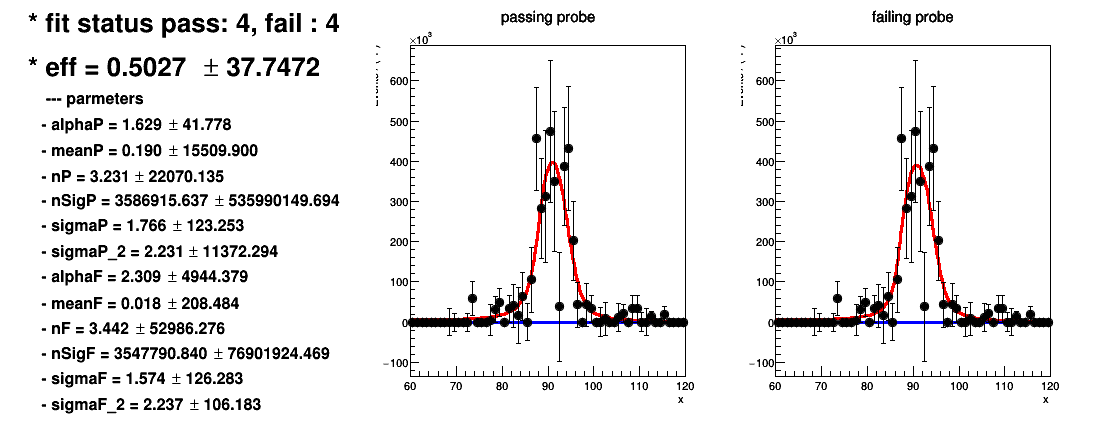 * fit status pass: 4, fail : 4
* eff = 0.5027 ± 37.7472
--- parmeters
- alphaP = 1.629 ± 41.778
- meanP = 0.190 ± 15509.900
- nP = 3.231 ± 22070.135
- nSigP = 3586915.637 ± 535990149.694
- sigmaP = 1.766 ± 123.253
- sigmaP_2 = 2.231 ± 11372.294
- alphaF = 2.309 ± 4944.379
- meanF = 0.018 ± 208.484
- nF = 3.442 ± 52986.276
- nSigF = 3547790.840 ± 76901924.469
- sigmaF = 1.574 ± 126.283
- sigmaF_2 = 2.237 ± 106.183
passing probe
×10³
600
500
400
300
200
100
0
−100
60 70 80 90 100 110 120
x
failing probe
×10³
600
500
400
300
200
100
0
−100
60 70 80 90 100 110 120
x